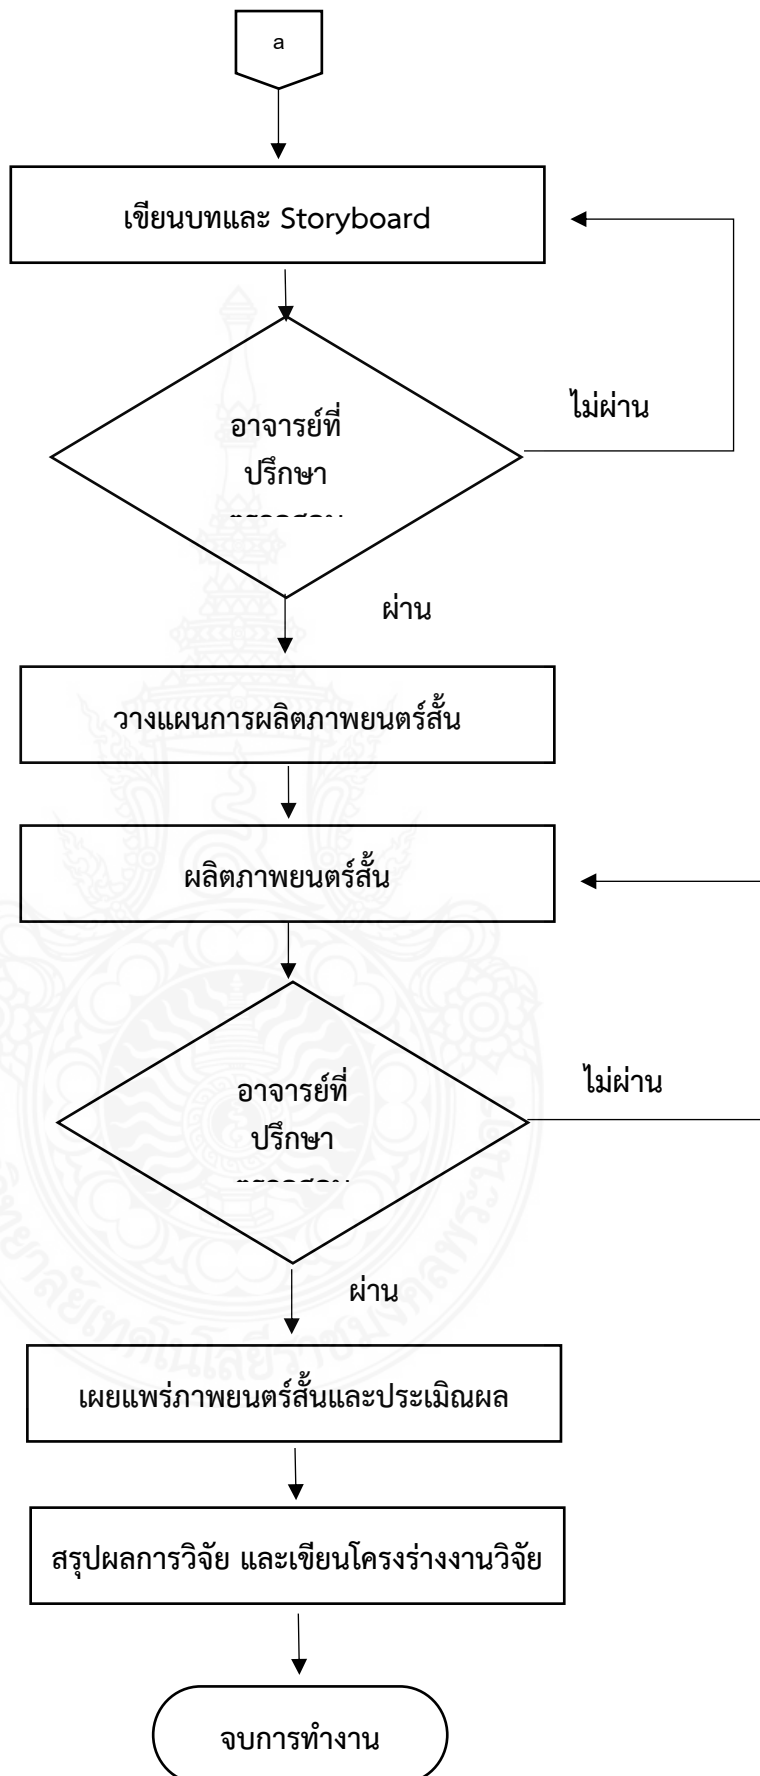 a
เขียนบทและ Storyboard
ไม่ผ่าน
อาจารย์ที่
ปรึกษา
ผ่าน
วางแผนการผลิตภาพยนตร์สั้น
ผลิตภาพยนตร์สั้น
ไม่ผ่าน
อาจารย์ที่
ปรึกษา
ผ่าน
เผยแพร่ภาพยนตร์สั้นและประเมิณผล
สรุปผลการวิจัย และเขียนโครงร่างงานวิจัย
จบการทำงาน